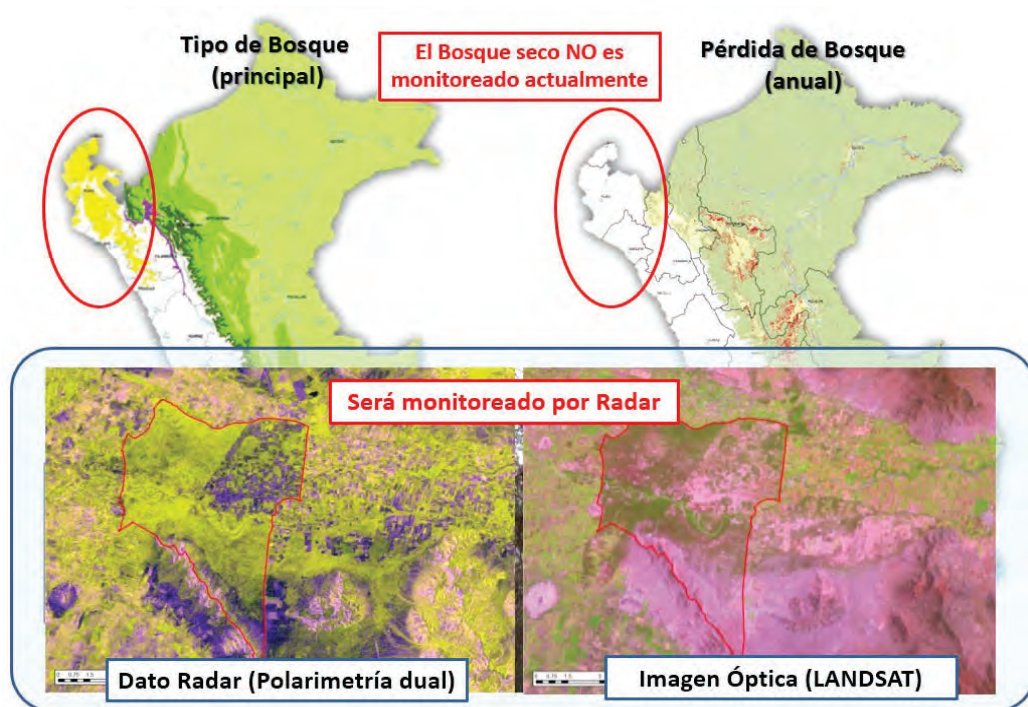 Tipo de Bosque
(principal)
El Bosque seco NO es
monitoreado actualmente
Pérdida de Bosque
(anual)
Será monitoreado por Radar
Dato Radar (Polarimetría dual)
Imagen Óptica (LANDSAT)